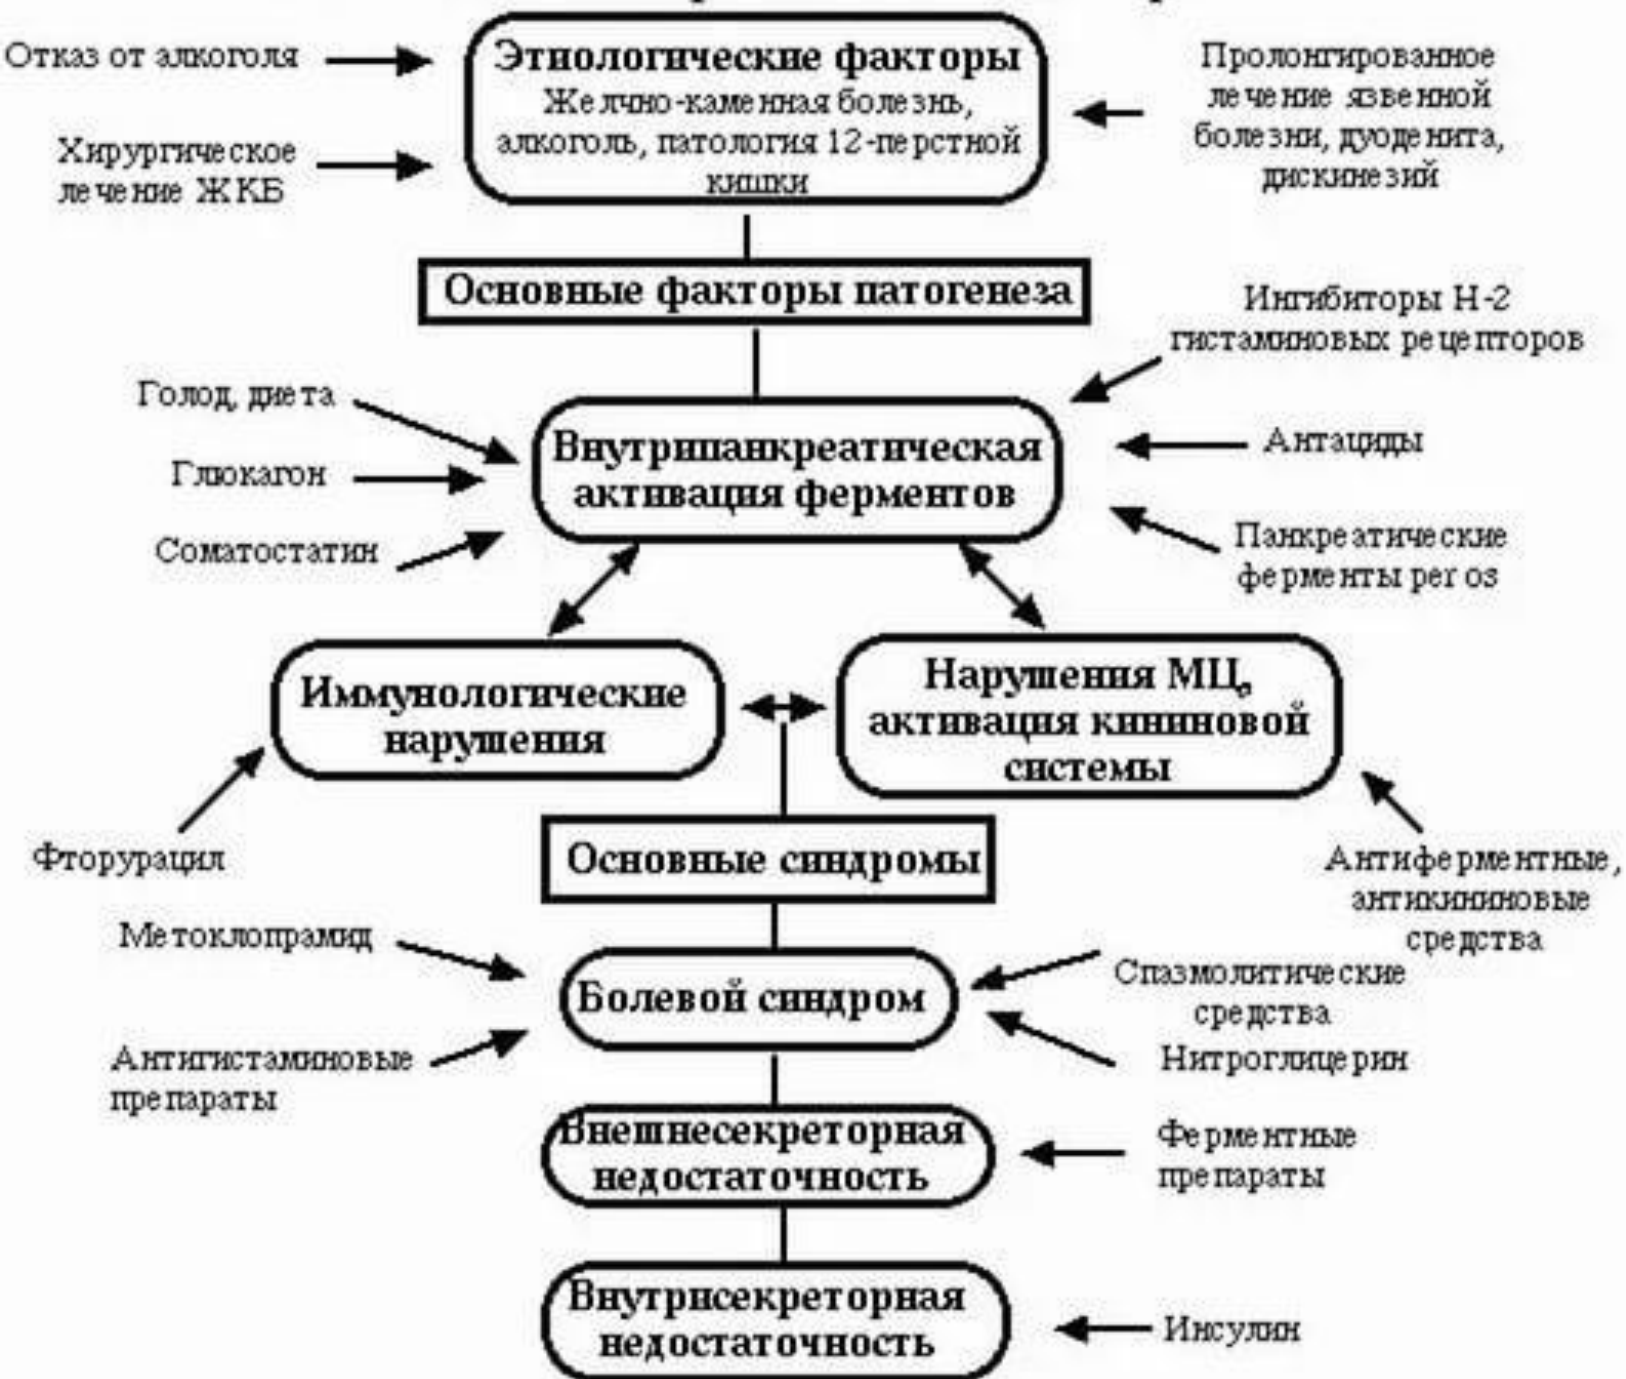 Отказ от алкоголя
Хирургическое
лечение ЖКБ
Этиологические факторы
Желчно-каменная болезнь,
алкоголь, патология 12-перстной
кишки
Пролонгированное
лечение язвенной
болезни, дуоденита,
дискинезий
Основные факторы патогенеза
Ингибиторы Н-2
гистаминовых рецепторов
Голод, диета
Глюкагон
Соматостатин
Внутрипанкреатическая
активация ферментов
Антациды
Панкреатические
ферменты per os
Иммунологические
нарушения
Нарушения МЦ,
активация кининовой
системы
Фторурацил
Основные синдромы
Антиферментные,
антикининовые
средства
Метоклопрамид
Антигистаминовые
препараты
Болевой синдром
Спазмолитические
средства
Нитроглицерин
Внешнесекреторная
недостаточность
Ферментные
препараты
Внутрисекреторная
недостаточность
Инсулин